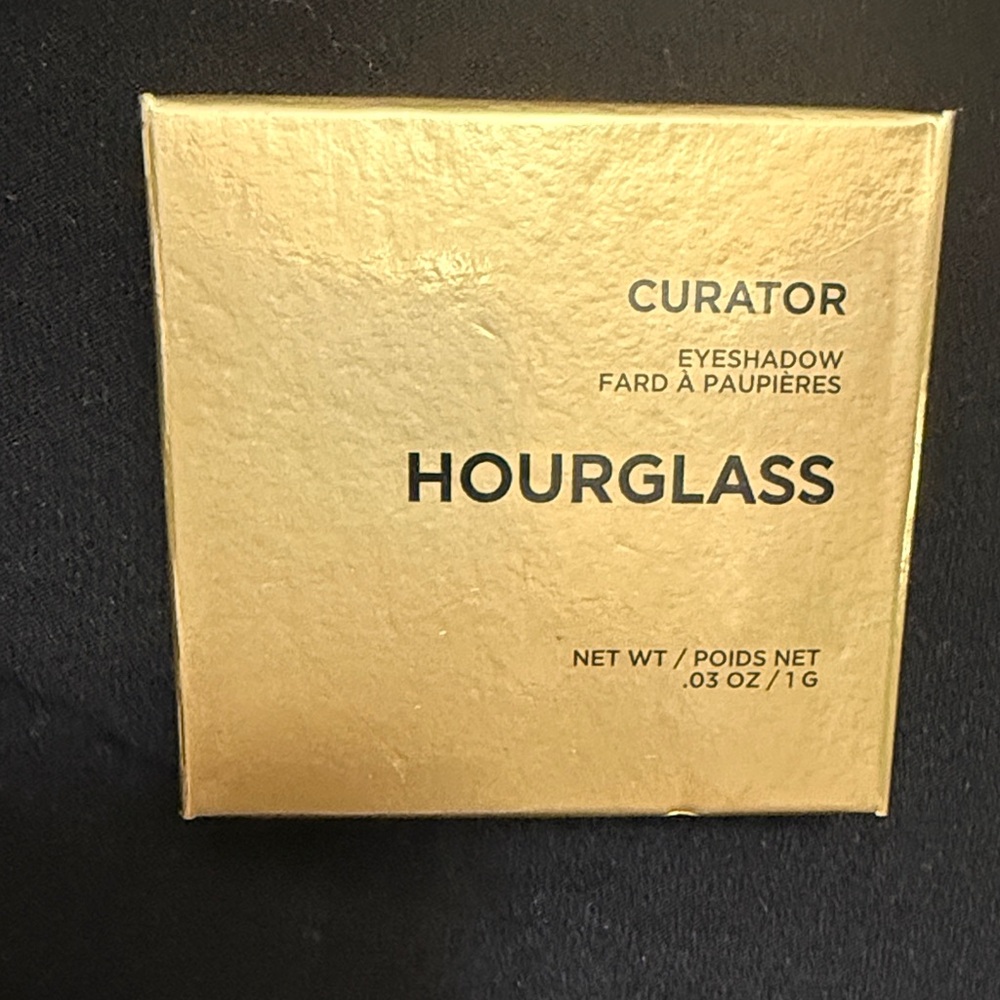 CURATOR
EYESHADOW
FARD À PAUPIÈRES
HOURGLASS
NET WT / POIDS NET
.03 OZ / 1 G